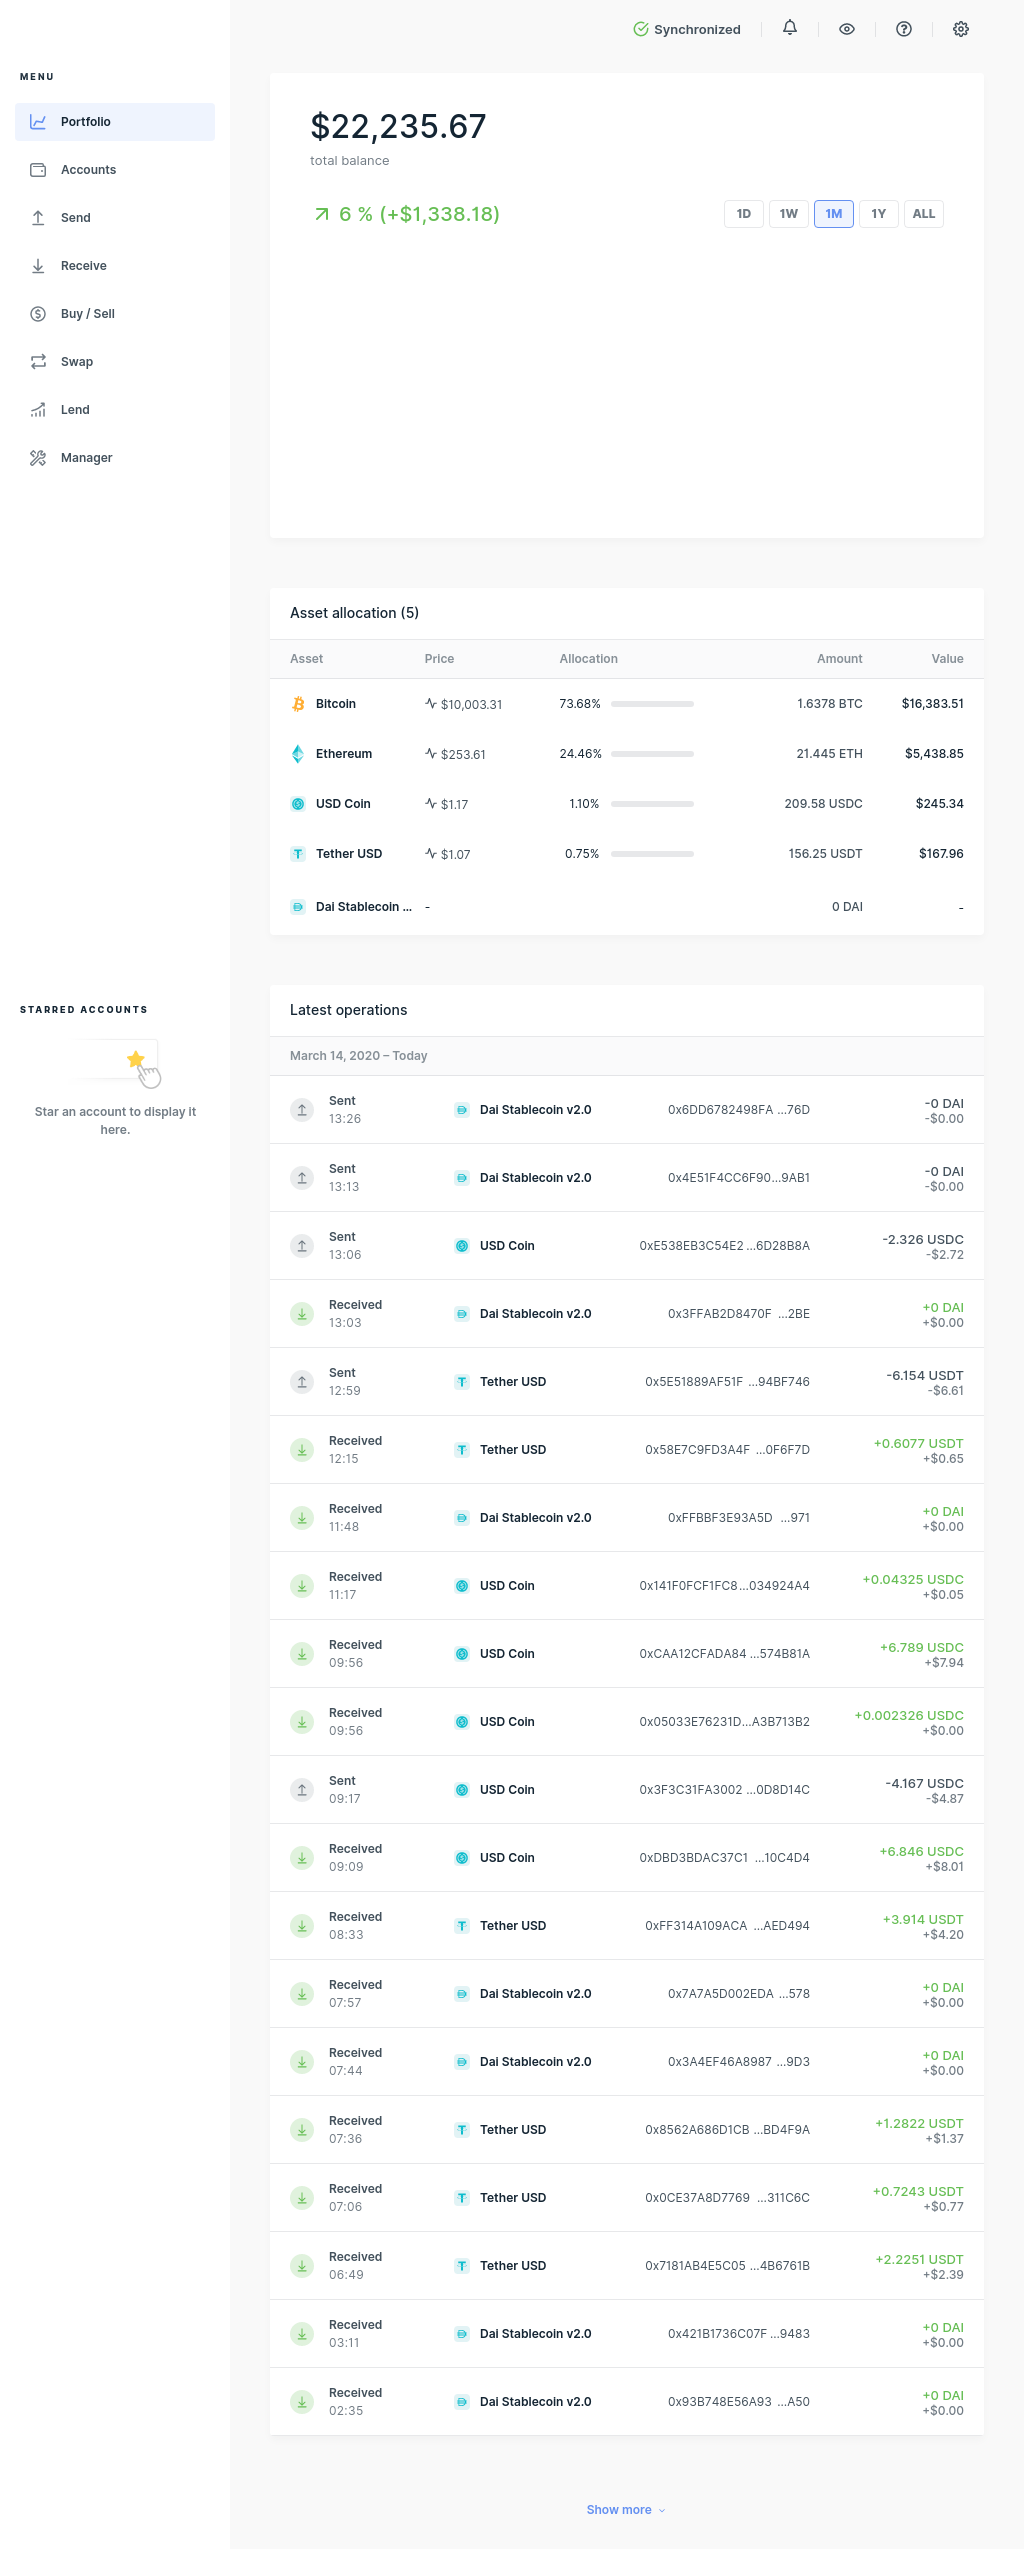 Synchronized
MENU
Portfolio
Accounts
Send
Receive
Buy / Sell
Swap
Lend
Manager
STARRED ACCOUNTS
Star an account to display it
here.
$22,235.67
total balance
6 % (+$1,338.18)
1D 1W 1M 1Y ALL
Asset allocation (5)
Asset Price Allocation Amount Value
Bitcoin $10,003.31 73.68% 1.6378 BTC $16,383.51
Ethereum $253.61 24.46% 21.445 ETH $5,438.85
USD Coin $1.17 1.10% 209.58 USDC $245.34
Tether USD $1.07 0.75% 156.25 USDT $167.96
Dai Stablecoin ... - 0 DAI -
Latest operations
March 14, 2020 – Today
Sent Dai Stablecoin v2.0 0x6DD6782498FA ...76D -0 DAI
13:26 -$0.00
Sent Dai Stablecoin v2.0 0x4E51F4CC6F90...9AB1 -0 DAI
13:13 -$0.00
Sent USD Coin 0xE538EB3C54E2 ...6D28B8A -2.326 USDC
13:06 -$2.72
Received Dai Stablecoin v2.0 0x3FFAB2D8470F ...2BE +0 DAI
13:03 +$0.00
Sent Tether USD 0x5E51889AF51F ...94BF746 -6.154 USDT
12:59 -$6.61
Received Tether USD 0x58E7C9FD3A4F ...0F6F7D +0.6077 USDT
12:15 +$0.65
Received Dai Stablecoin v2.0 0xFFBBF3E93A5D ...971 +0 DAI
11:48 +$0.00
Received USD Coin 0x141F0FCF1FC8...034924A4 +0.04325 USDC
11:17 +$0.05
Received USD Coin 0xCAA12CFADA84 ...574B81A +6.789 USDC
09:56 +$7.94
Received USD Coin 0x05033E76231D...A3B713B2 +0.002326 USDC
09:56 +$0.00
Sent USD Coin 0x3F3C31FA3002 ...0D8D14C -4.167 USDC
09:17 -$4.87
Received USD Coin 0xDBD3BDAC37C1 ...10C4D4 +6.846 USDC
09:09 +$8.01
Received Tether USD 0xFF314A109ACA ...AED494 +3.914 USDT
08:33 +$4.20
Received Dai Stablecoin v2.0 0x7A7A5D002EDA ...578 +0 DAI
07:57 +$0.00
Received Dai Stablecoin v2.0 0x3A4EF46A8987 ...9D3 +0 DAI
07:44 +$0.00
Received Tether USD 0x8562A686D1CB ...BD4F9A +1.2822 USDT
07:36 +$1.37
Received Tether USD 0x0CE37A8D7769 ...311C6C +0.7243 USDT
07:06 +$0.77
Received Tether USD 0x7181AB4E5C05 ...4B6761B +2.2251 USDT
06:49 +$2.39
Received Dai Stablecoin v2.0 0x421B1736C07F ...9483 +0 DAI
03:11 +$0.00
Received Dai Stablecoin v2.0 0x93B748E56A93 ...A50 +0 DAI
02:35 +$0.00
Show more